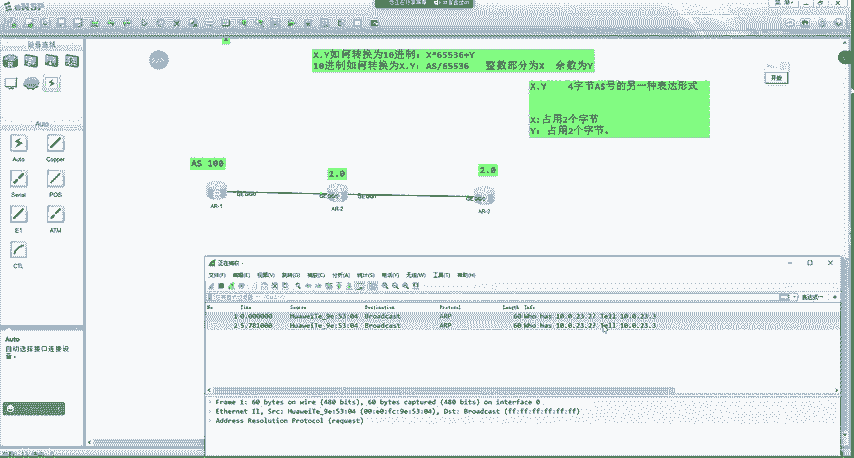 eNSP
X.Y如何转换为10进制：X*65536+Y
10进制如何转换为X.Y：AS/65536 整数部分为X 余数为Y
开始
X.Y 4字节AS号的另一种表达形式
X：占用2个字节
Y：占用2个字节。
Auto
Auto
Copper
Serial
POS
E1
ATM
CTL
AS 100
2.0
2.0
AR-1
AR-2
Auto
自动选择接口连接设备。
文件(F) 编辑(E) 视图(V) 跳转(G) 捕获(C) 分析(A) 统计(S) 电话(Y) 无线(W) 工具(T) 帮助(H)
表达式…
No Time Source Destination Protocol Length Info
1 0.000000 HuaweiTe_9e:53:04 Broadcast ARP 60 Who has 10.0.23.2? Tell 10.0.23.3
2 5.781000 HuaweiTe_9e:53:04 Broadcast ARP 60 Who has 10.0.23.2? Tell 10.0.23.3
Frame 1: 60 bytes on wire (480 bits), 60 bytes captured (480 bits) on interface 0
Ethernet II, Src: HuaweiTe_9e:53:04 (00:e0:fc:9e:53:04), Dst: Broadcast (ff:ff:ff:ff:ff:ff)
Address Resolution Protocol (request)